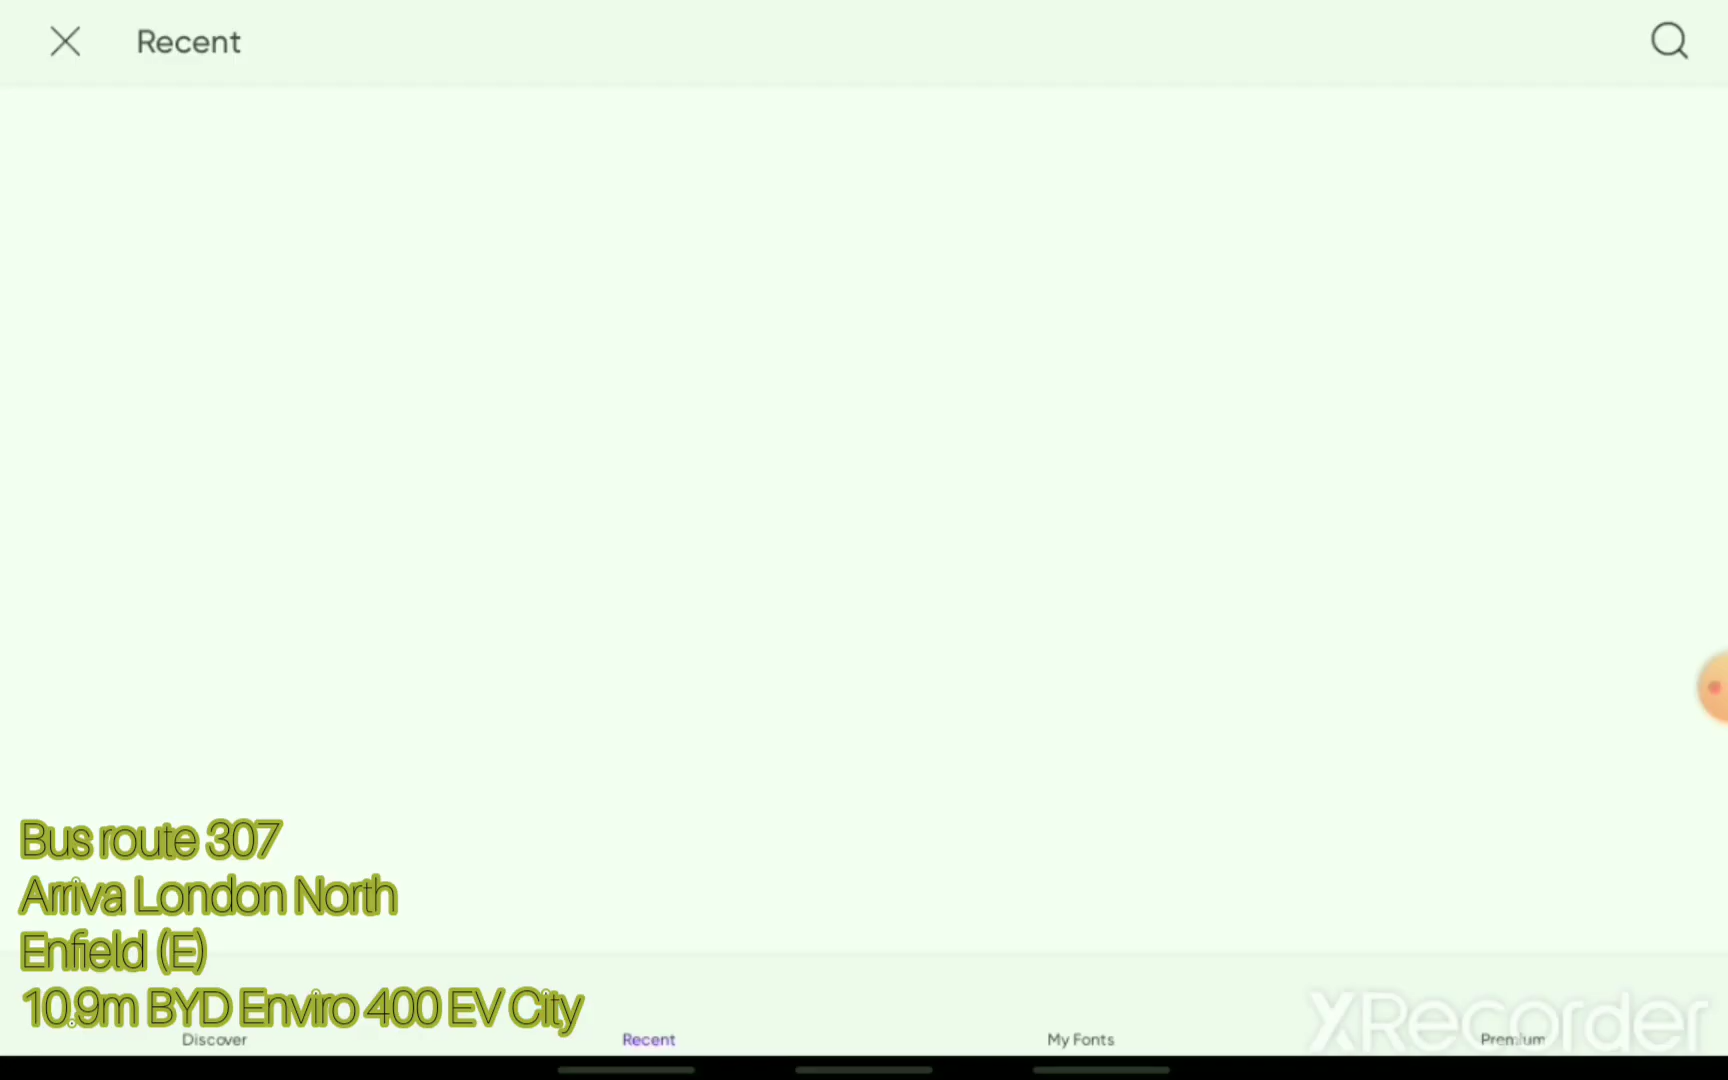 Recent
Bus route 307
Arriva London North
Enfield (E)
10.9m BYD Enviro 400 EV City
Discover
Recent
My Fonts
Premium
XRecorder